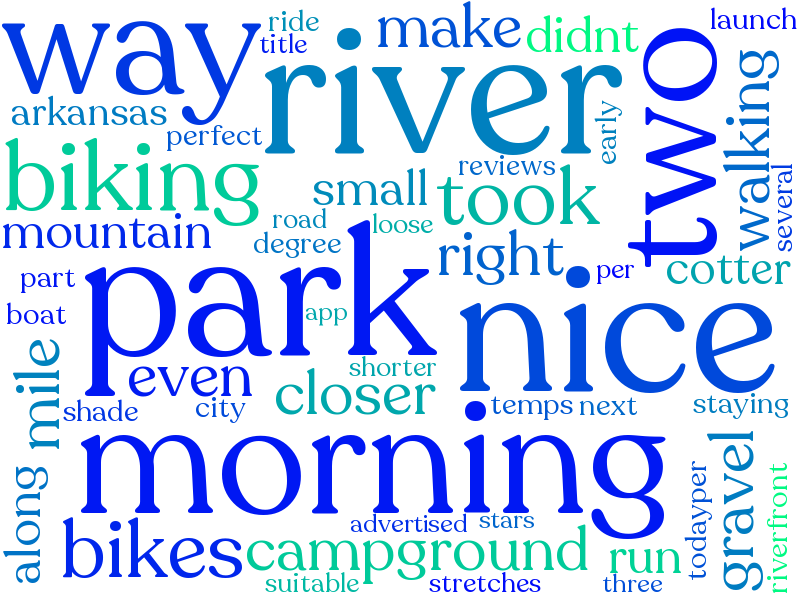 way
ride
title
make
didnt
launch
river
two
arkansas
perfect
early
walking
several
biking
reviews
small
took
mountain
road
loose
degree
right
per
cotter
part
park
nice
boat
app
mile
shorter
even
closer
shade
city
temps
next
staying
morning
along
gravel
todayper
riverfront
bikes
advertised
stars
campground
run
suitable
stretches
three